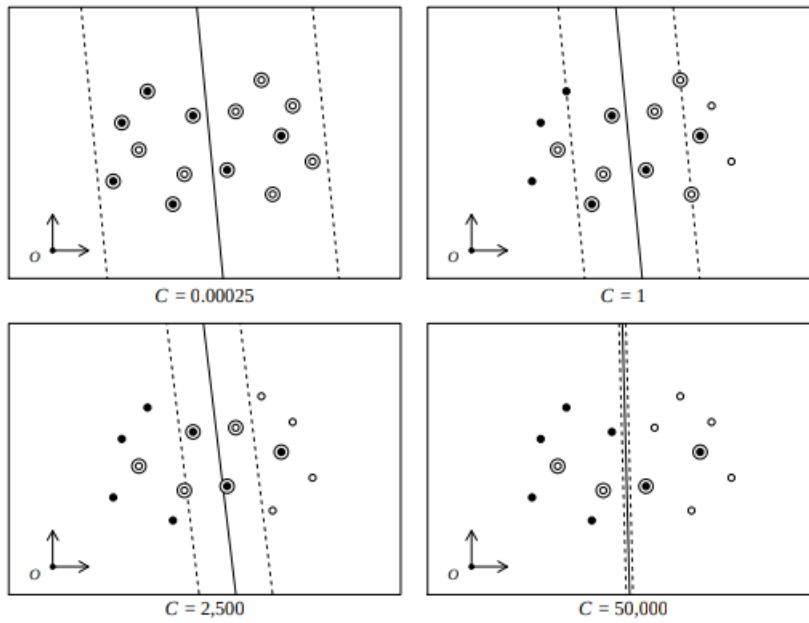 O
C = 0.00025
O
C = 1
O
C = 2,500
O
C = 50,000